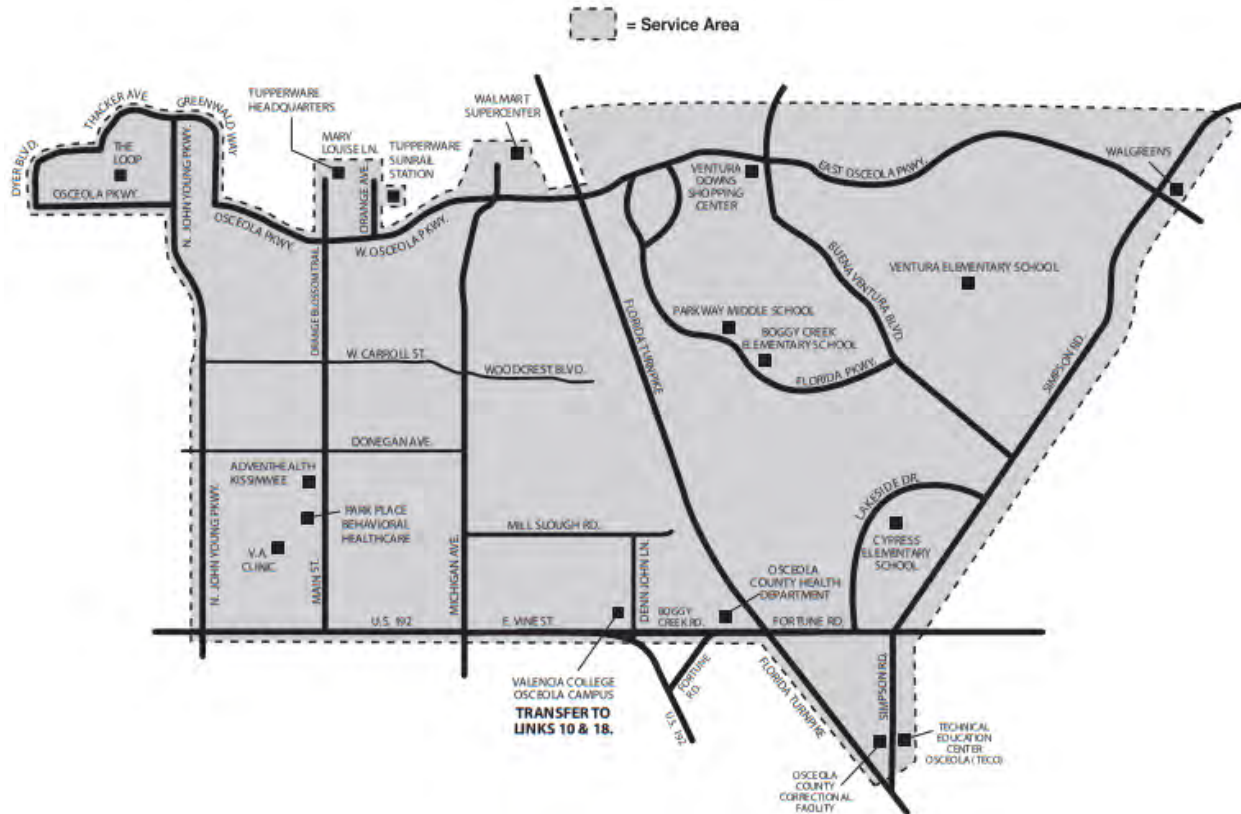 = Service Area
THACKER AVE.
GREENWALD WAY
DYER BLVD.
THE
LOOP
OSCEOLA PKWY.
N. JOHN YOUNG PKWY.
TUPPERWARE
HEADQUARTERS
MARY
LOUISE LN.
TUPPERWARE
SUNRAIL
STATION
ORANGE AVE.
WALMART
SUPERCENTER
OSCEOLA PKWY.
W. OSCEOLA PKWY.
VENTURA
DOWNS
SHOPPING
CENTER
EAST OSCEOLA PKWY.
WALGREENS
ORANGE BLOSSOM TRAIL
FLORIDA TURNPIKE
BUENA VENTURA BLVD.
VENTURA ELEMENTARY SCHOOL
PARKWAY MIDDLE SCHOOL
BOGGY CREEK
ELEMENTARY SCHOOL
FLORIDA PKWY.
SIMPSON RD.
W. CARROLL ST.
WOODCREST BLVD.
DONEGAN AVE.
ADVENTHEALTH
KISSIMMEE
PARK PLACE
BEHAVIORAL
HEALTHCARE
V.A.
CLINIC
N. JOHN YOUNG PKWY.
MAIN ST.
MICHIGAN AVE.
MILL SLOUGH RD.
DENN JOHN LN.
LAKESIDE DR.
CYPRESS
ELEMENTARY
SCHOOL
OSCEOLA
COUNTY HEALTH
DEPARTMENT
U.S. 192
E. VINE ST.
BOGGY
CREEK RD.
FORTUNE RD.
VALENCIA COLLEGE
OSCEOLA CAMPUS
TRANSFER TO
LINKS 10 & 18.
FORTUNE
RD.
U.S. 192
FLORIDA TURNPIKE
SIMPSON RD.
TECHNICAL
EDUCATION
CENTER
OSCEOLA (TECO)
OSCEOLA
COUNTY
CORRECTIONAL
FACILITY